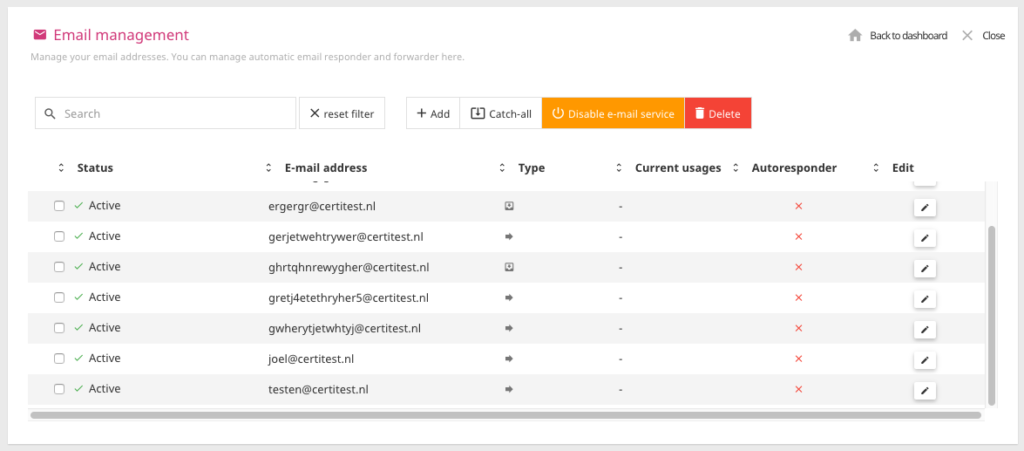 Email management
Back to dashboard Close
Manage your email addresses. You can manage automatic email responder and forwarder here.
Search reset filter Add Catch-all Disable e-mail service Delete
Status E-mail address Type Current usages Autoresponder Edit
Active ergergr@certitest.nl -
Active gerjetwehtrywer@certitest.nl -
Active ghrtqhnrewygher@certitest.nl -
Active gretj4etethryher5@certitest.nl -
Active gwherytjetwhtyj@certitest.nl -
Active joel@certitest.nl -
Active testen@certitest.nl -